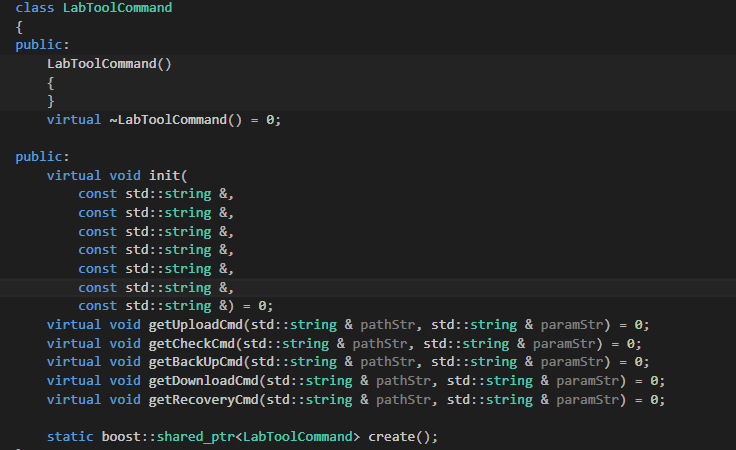 class LabToolCommand
{
public:
    LabToolCommand()
    {
    }
    virtual ~LabToolCommand() = 0;

public:
    virtual void init(
        const std::string &,
        const std::string &,
        const std::string &,
        const std::string &,
        const std::string &,
        const std::string &,
        const std::string &) = 0;
    virtual void getUploadCmd(std::string & pathStr, std::string & paramStr) = 0;
    virtual void getCheckCmd(std::string & pathStr, std::string & paramStr) = 0;
    virtual void getBackUpCmd(std::string & pathStr, std::string & paramStr) = 0;
    virtual void getDownloadCmd(std::string & pathStr, std::string & paramStr) = 0;
    virtual void getRecoveryCmd(std::string & pathStr, std::string & paramStr) = 0;

    static boost::shared_ptr<LabToolCommand> create();